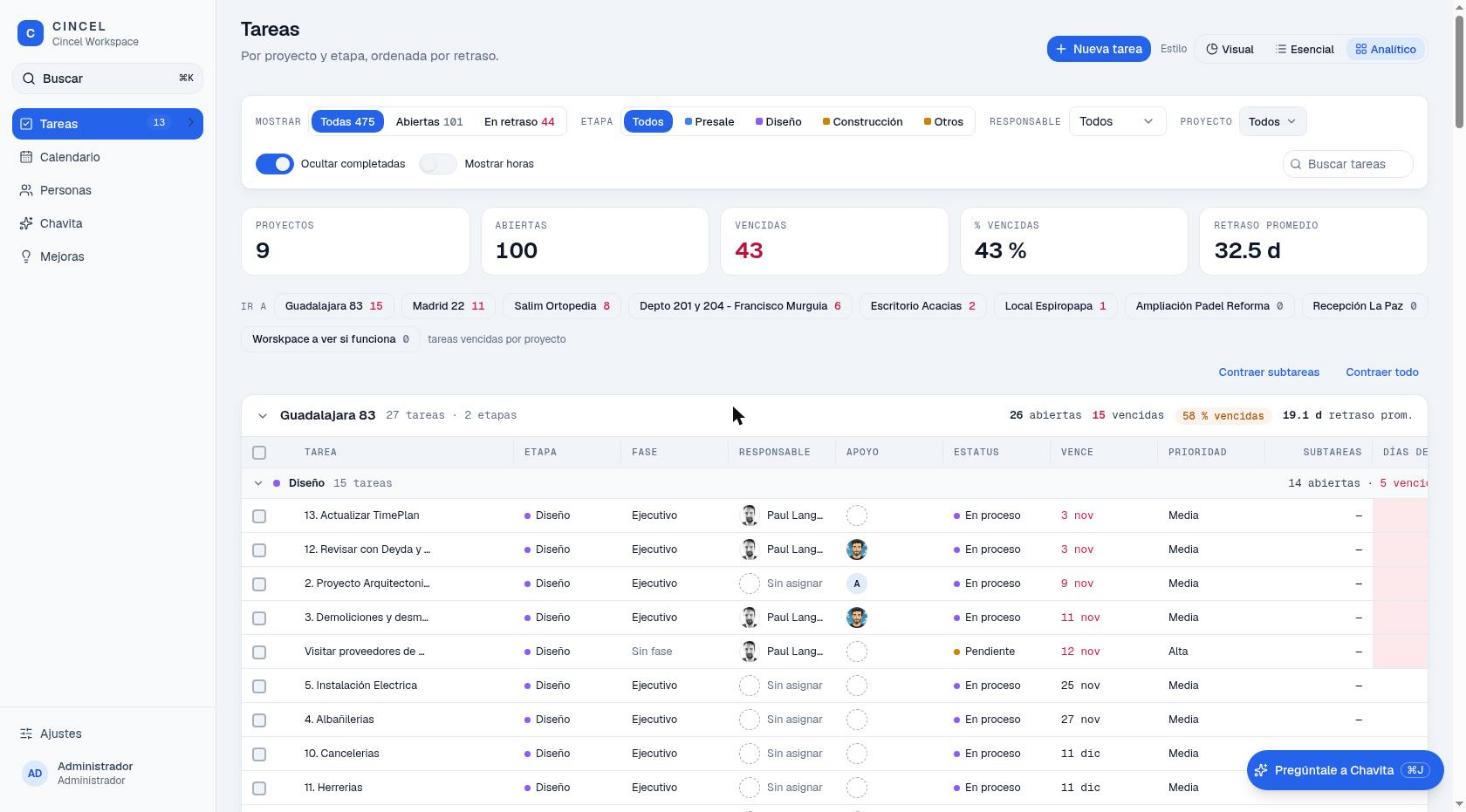 C
CINCEL
Cincel Workspace
Buscar ⌘K
Tareas 13
Calendario
Personas
Chavita
Mejoras
Ajustes
AD
Administrador
Administrador
Tareas
Por proyecto y etapa, ordenada por retraso.
+ Nueva tarea Estilo Visual Esencial Analítico
MOSTRAR Todas 475 Abiertas 101 En retraso 44 ETAPA Todos Presale Diseño Construcción Otros RESPONSABLE Todos PROYECTO Todos
Ocultar completadas Mostrar horas Buscar tareas
PROYECTOS ABIERTAS VENCIDAS % VENCIDAS RETRASO PROMEDIO
9 100 43 43 % 32.5 d
IR A Guadalajara 83 15 Madrid 22 11 Salim Ortopedia 8 Depto 201 y 204 - Francisco Murguia 6 Escritorio Acacias 2 Local Espiropapa 1 Ampliación Padel Reforma 0 Recepción La Paz 0
Worskpace a ver si funciona 0 tareas vencidas por proyecto
Contraer subtareas Contraer todo
Guadalajara 83 27 tareas · 2 etapas 26 abiertas 15 vencidas 58 % vencidas 19.1 d retraso prom.
TAREA ETAPA FASE RESPONSABLE APOYO ESTATUS VENCE PRIORIDAD SUBTAREAS DÍAS DE
Diseño 15 tareas 14 abiertas · 5 venci
13. Actualizar TimePlan Diseño Ejecutivo Paul Lang… En proceso 3 nov Media –
12. Revisar con Deyda y … Diseño Ejecutivo Paul Lang… En proceso 3 nov Media –
2. Proyecto Arquitectoni… Diseño Ejecutivo Sin asignar A En proceso 9 nov Media –
3. Demoliciones y desm… Diseño Ejecutivo Paul Lang… En proceso 11 nov Media –
Visitar proveedores de … Diseño Sin fase Paul Lang… Pendiente 12 nov Alta –
5. Instalación Electrica Diseño Ejecutivo Sin asignar En proceso 25 nov Media –
4. Albañilerias Diseño Ejecutivo Sin asignar En proceso 27 nov Media –
10. Cancelerias Diseño Ejecutivo Sin asignar En proceso 11 dic Media
11. Herrerias Diseño Ejecutivo Sin asignar En proceso 11 dic Media
Pregúntale a Chavita ⌘J